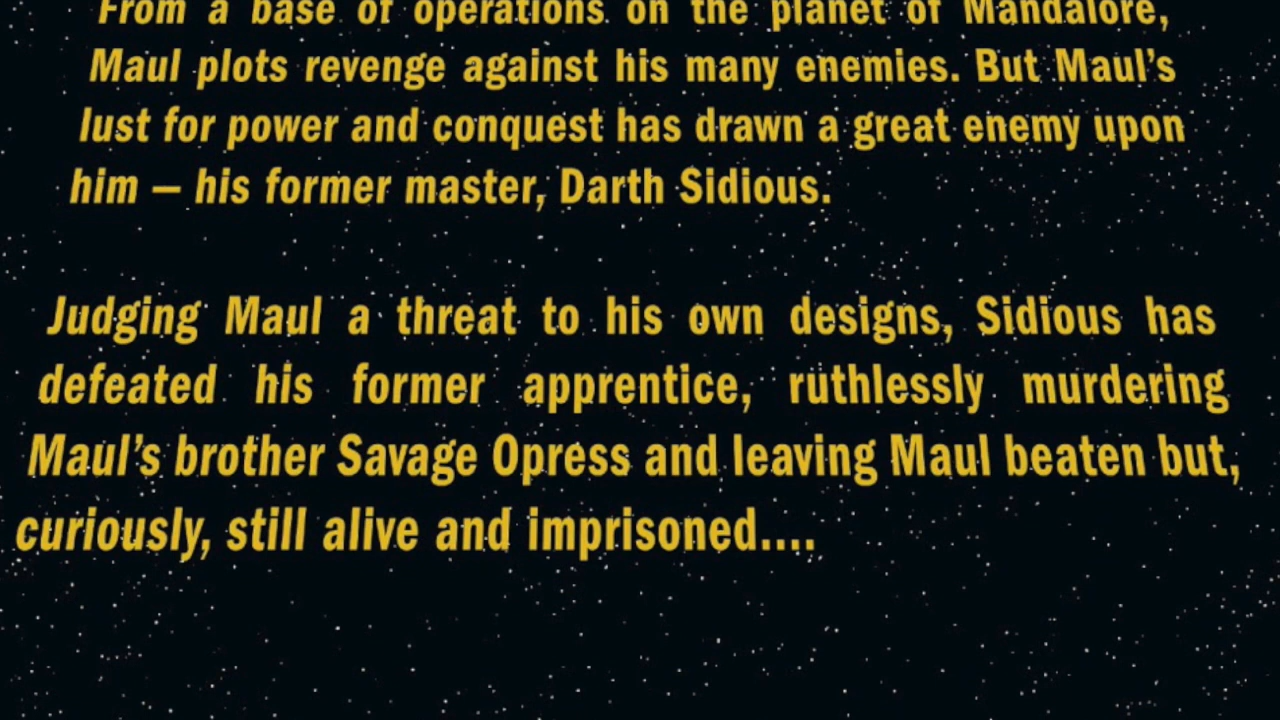 From a base of operations on the planet of Mandalore,
Maul plots revenge against his many enemies. But Maul's
lust for power and conquest has drawn a great enemy upon
him — his former master, Darth Sidious.
Judging Maul a threat to his own designs, Sidious has
defeated his former apprentice, ruthlessly murdering
Maul's brother Savage Opress and leaving Maul beaten but,
curiously, still alive and imprisoned....